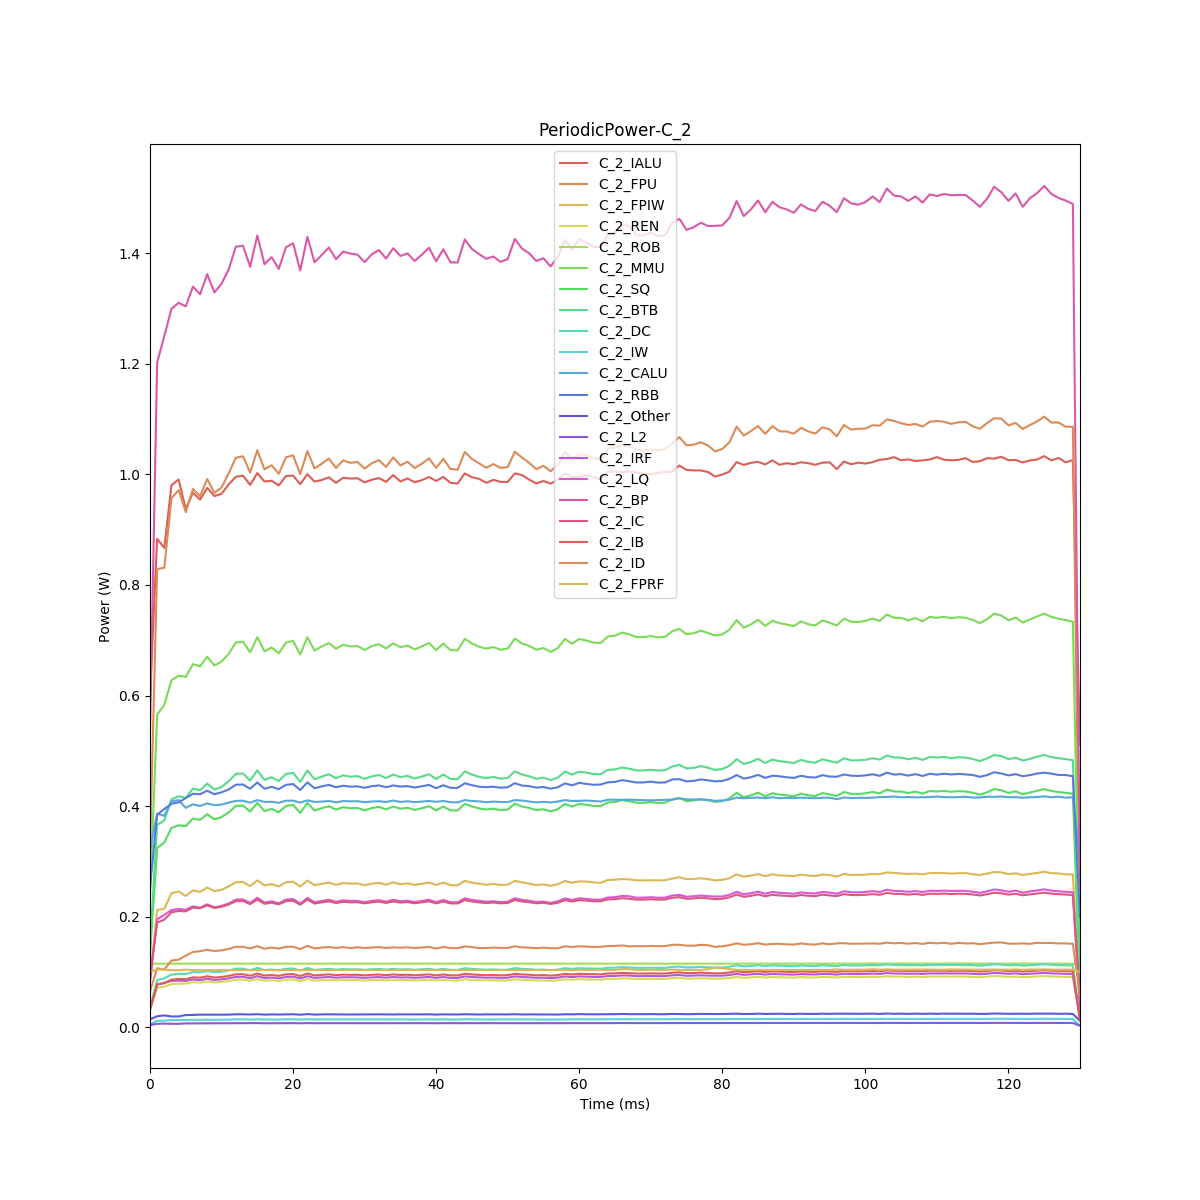 PeriodicPower-C_2
C_2_IALU
C_2_FPU
C_2_FPIW
C_2_REN
C_2_ROB
C_2_MMU
C_2_SQ
C_2_BTB
C_2_DC
C_2_IW
C_2_CALU
C_2_RBB
C_2_Other
C_2_L2
C_2_IRF
C_2_LQ
C_2_BP
C_2_IC
C_2_IB
C_2_ID
C_2_FPRF
Power (W)
1.4
1.2
1.0
0.8
0.6
0.4
0.2
0.0
0 20 40 60 80 100 120
Time (ms)